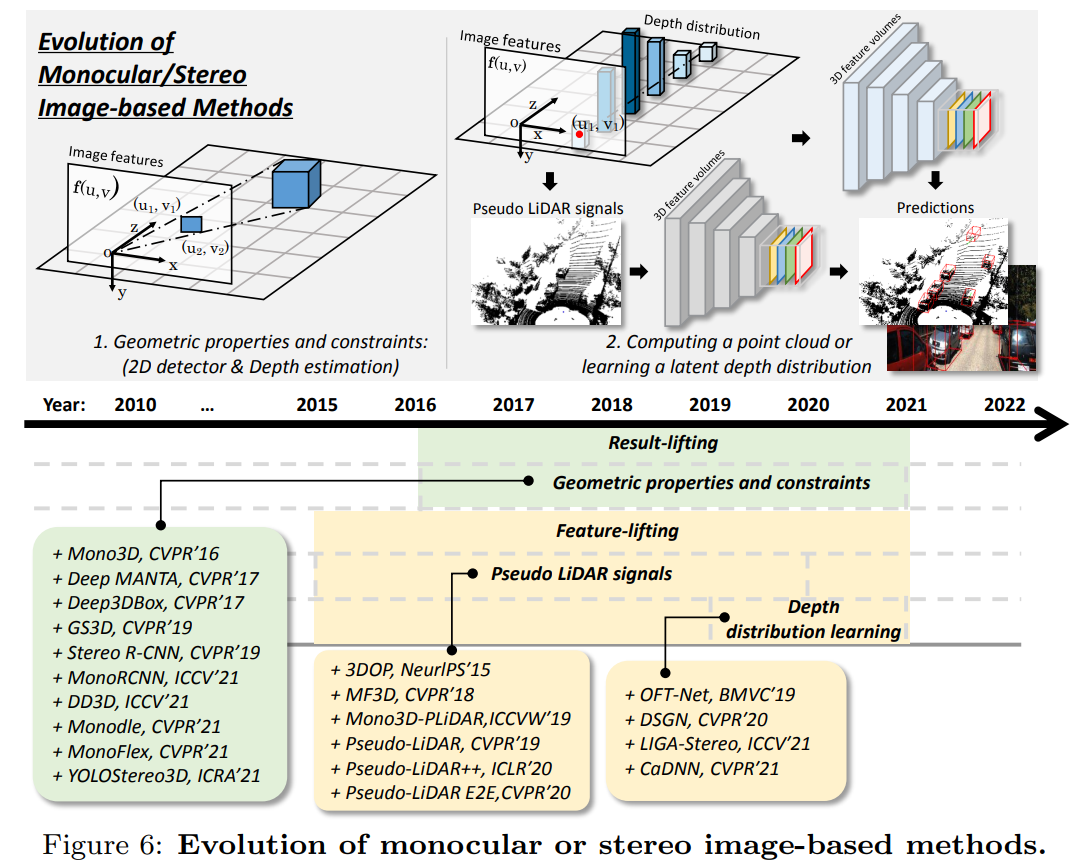 Evolution of
Monocular/Stereo
Image-based Methods
Image features
f(u,v)
(u₁, v₁)
z
o
(u₂, v₂)
x
y
1. Geometric properties and constraints:
(2D detector & Depth estimation)
Depth distribution
Image features
f(u,v)
z
o
x
(u₁, v₁)
y
3D feature volumes
Pseudo LiDAR signals
3D feature volumes
Predictions
2. Computing a point cloud or
learning a latent depth distribution
Year: 2010 ... 2015 2016 2017 2018 2019 2020 2021 2022
Result-lifting
Geometric properties and constraints
Feature-lifting
Pseudo LiDAR signals
Depth
distribution learning
+ Mono3D, CVPR'16
+ Deep MANTA, CVPR'17
+ Deep3DBox, CVPR'17
+ GS3D, CVPR'19
+ Stereo R-CNN, CVPR'19
+ MonoRCNN, ICCV'21
+ DD3D, ICCV'21
+ Monodle, CVPR'21
+ MonoFlex, CVPR'21
+ YOLOStereo3D, ICRA'21
+ 3DOP, NeurlPS'15
+ MF3D, CVPR'18
+ Mono3D-PLiDAR,ICCVW'19
+ Pseudo-LiDAR, CVPR'19
+ Pseudo-LiDAR++, ICLR'20
+ Pseudo-LiDAR E2E,CVPR'20
+ OFT-Net, BMVC'19
+ DSGN, CVPR'20
+ LIGA-Stereo, ICCV'21
+ CaDNN, CVPR'21
Figure 6: Evolution of monocular or stereo image-based methods.